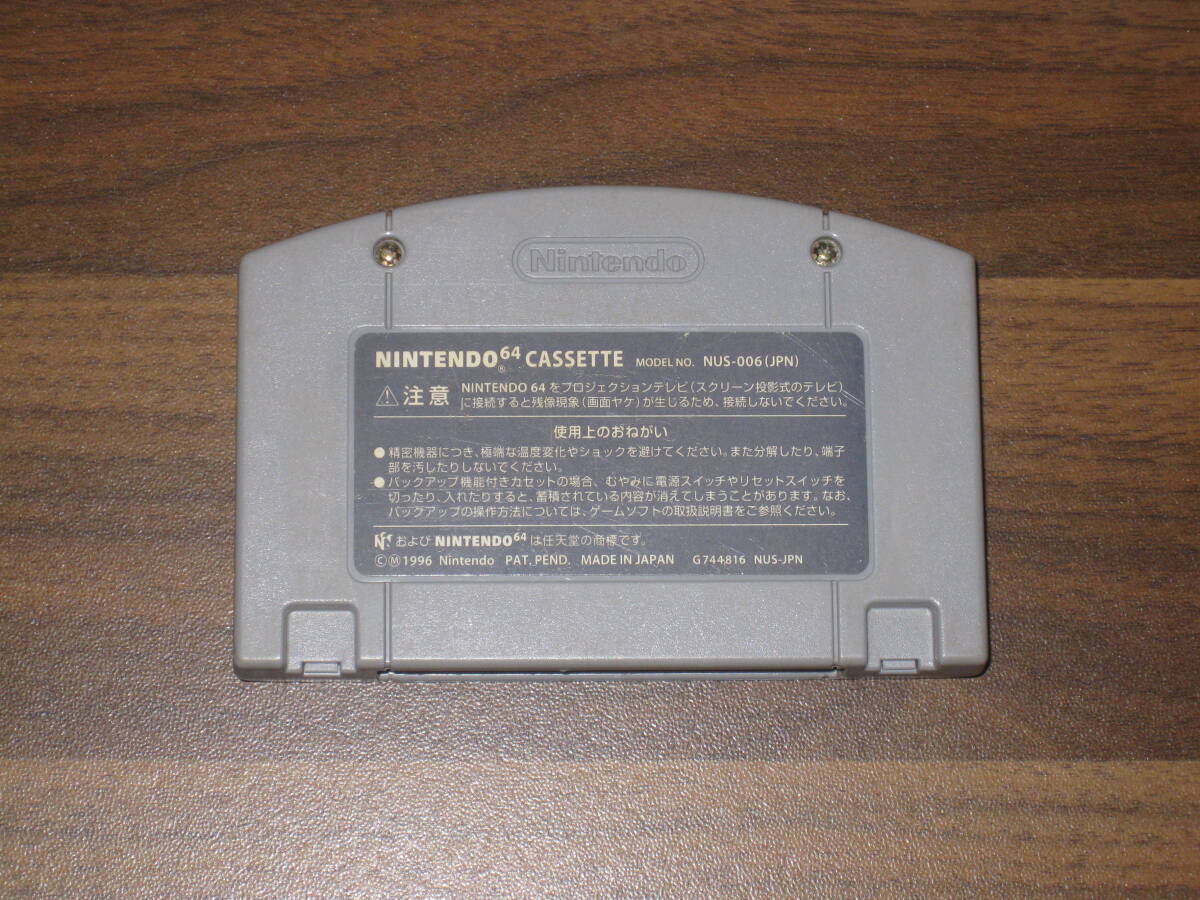 Nintendo
NINTENDO64 CASSETTE MODEL NO. NUS-006(JPN)
注意 NINTENDO 64をプロジェクションテレビ(スクリーン投影式のテレビ)
に接続すると残像現象(画面ヤケ)が生じるため、接続しないでください。
使用上のおねがい
●精密機器につき、極端な温度変化やショックを避けてください。また分解したり、端子
部を汚したりしないでください。
●バックアップ機能付きカセットの場合、むやみに電源スイッチやリセットスイッチを
切ったり、入れたりすると、蓄積されている内容が消えてしまうことがあります。なお、
バックアップの操作方法については、ゲームソフトの取扱説明書をご参照ください。
およびNINTENDO64は任天堂の商標です。
ⒸⓂ1996 Nintendo PAT. PEND. MADE IN JAPAN G744816 NUS-JPN